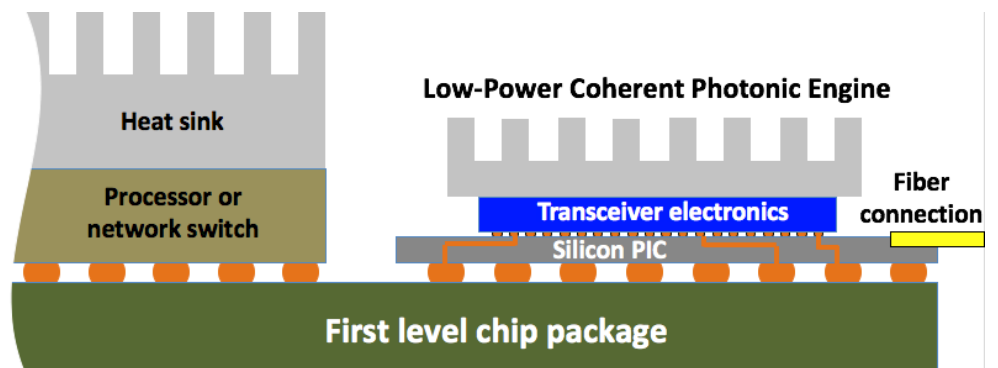 Low-Power Coherent Photonic Engine
Heat sink
Processor or
network switch
Fiber
connection
Transceiver electronics
Silicon PIC
First level chip package